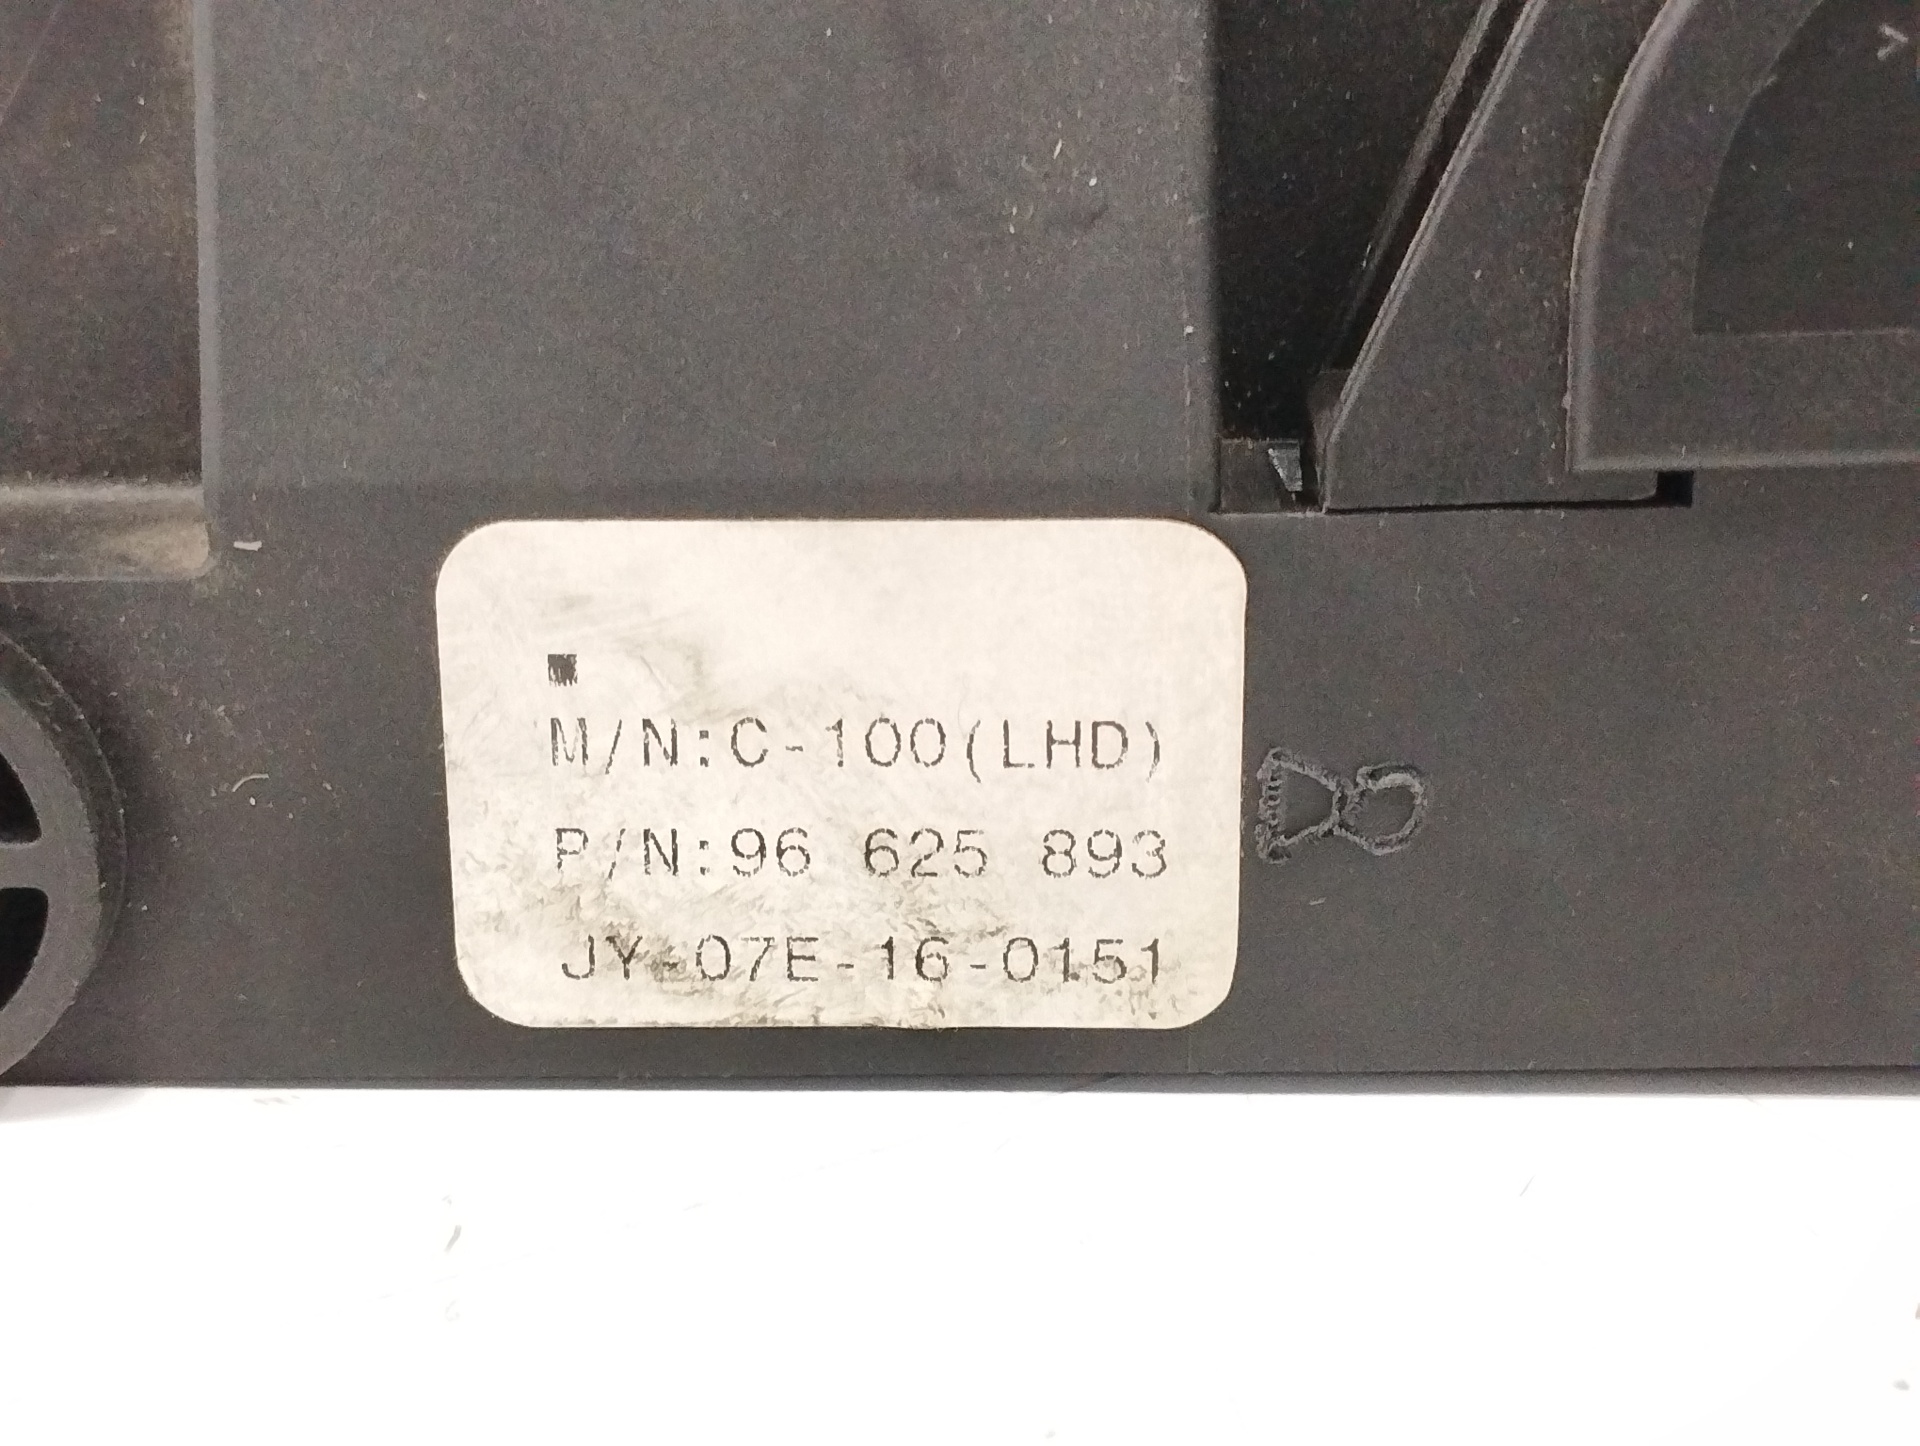 M/N:C-100(LHD)
P/N:96 625 893
JY-07E-16-0151